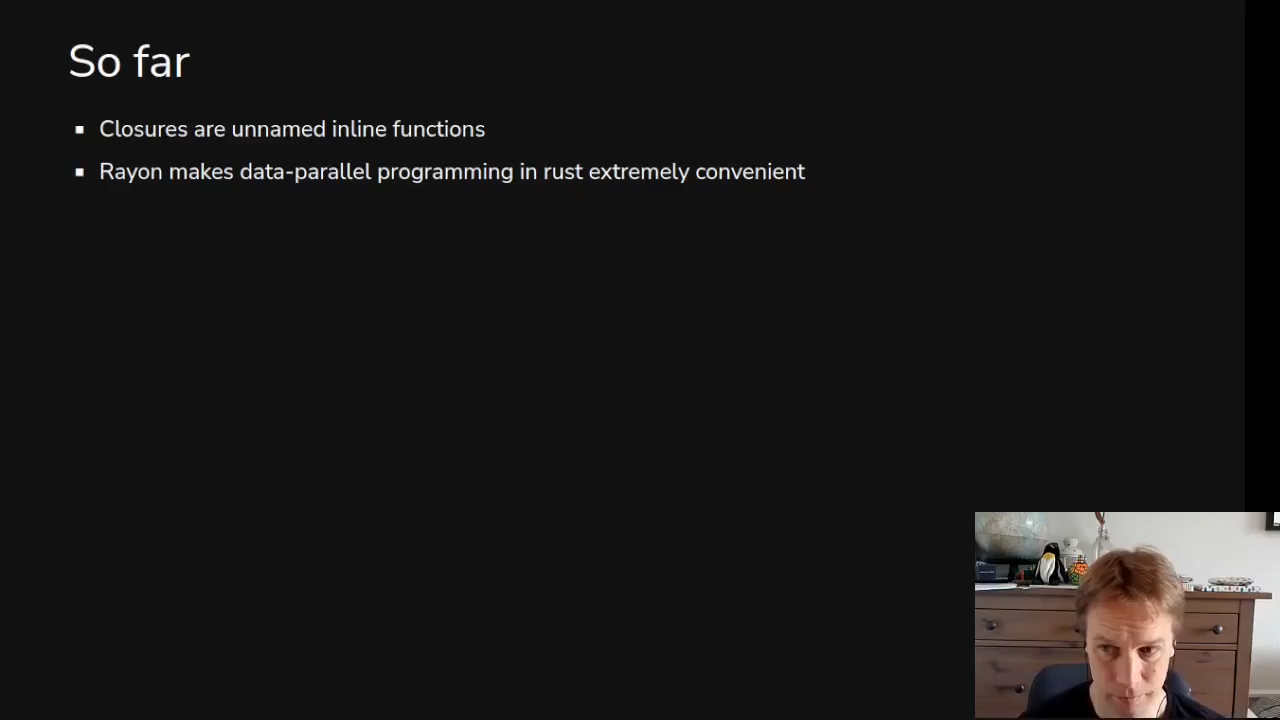 So far
Closures are unnamed inline functions
Rayon makes data-parallel programming in rust extremely convenient